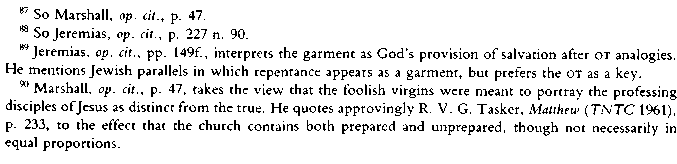 87 So Marshall, op. cit., p. 47.
88 So Jeremias, op. cit., p. 227 n. 90.
89 Jeremias, op. cit., pp. 149f., interprets the garment as God's provision of salvation after OT analogies.
He mentions Jewish parallels in which repentance appears as a garment, but prefers the OT as a key.
90 Marshall, op. cit., p. 47, takes the view that the foolish virgins were meant to portray the professing
disciples of Jesus as distinct from the true. He quotes approvingly R. V. G. Tasker, Matthew (TNTC 1961),
p. 233, to the effect that the church contains both prepared and unprepared, though not necessarily in
equal proportions.